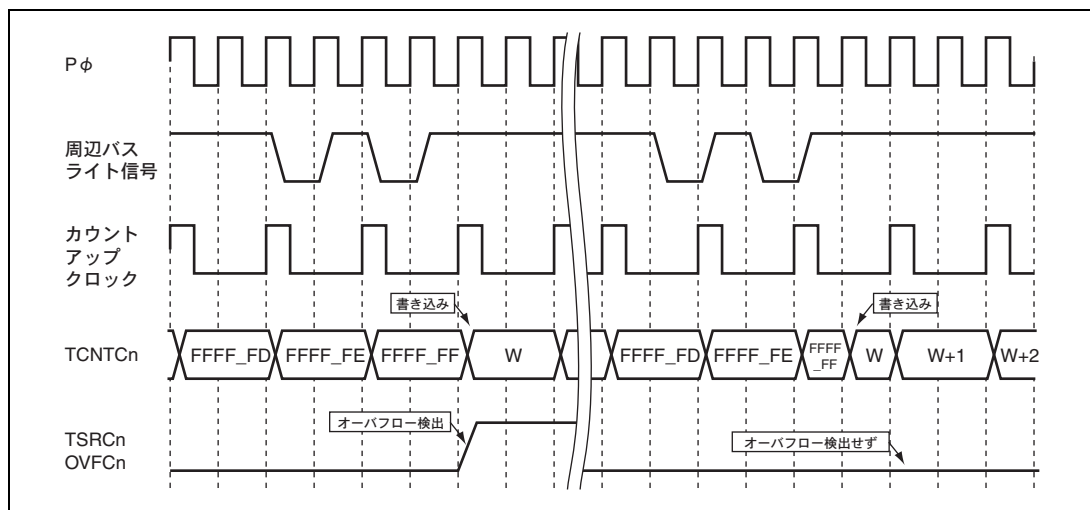 Pφ
周辺バス
ライト信号
カウント
アップ
クロック
書き込み
書き込み
TCNTCn
FFFF_FD
FFFF_FE
FFFF_FF
W
FFFF_FD
FFFF_FE
FFFF
_FF
W
W+1
W+2
オーバフロー検出
オーバフロー検出せず
TSRCn
OVFCn